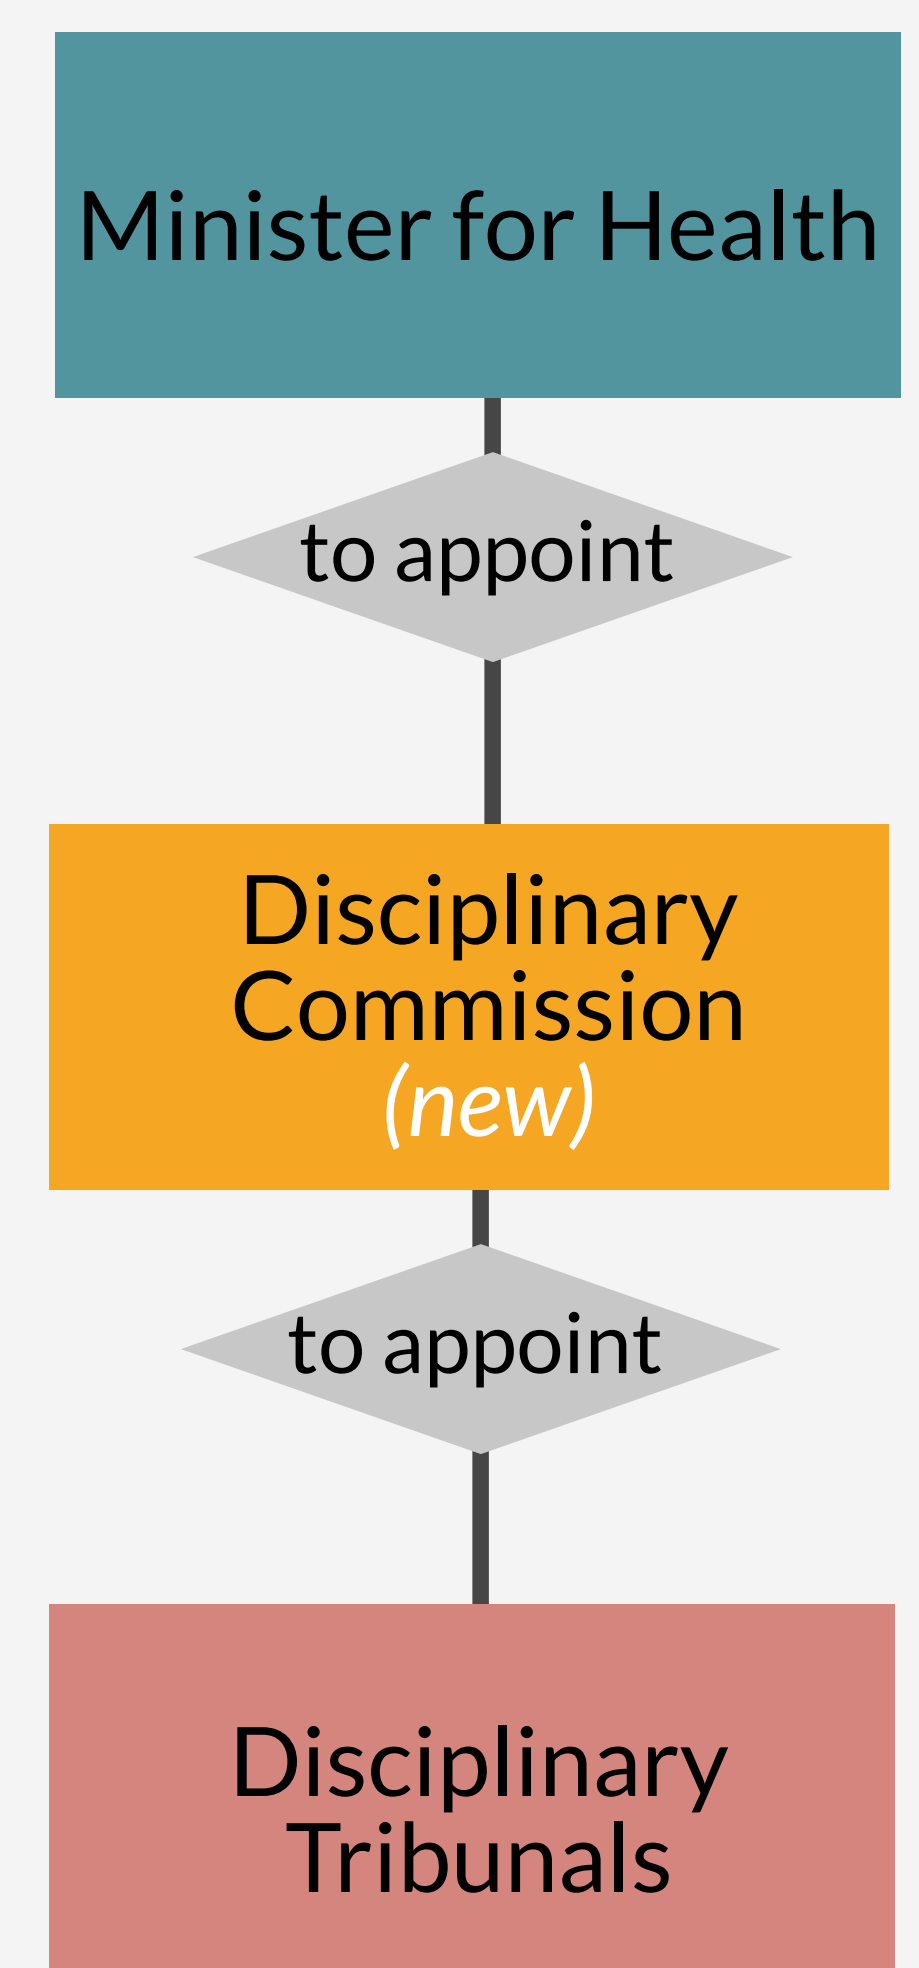 Minister for Health
to appoint
Disciplinary
Commission
(new)
to appoint
Disciplinary
Tribunals